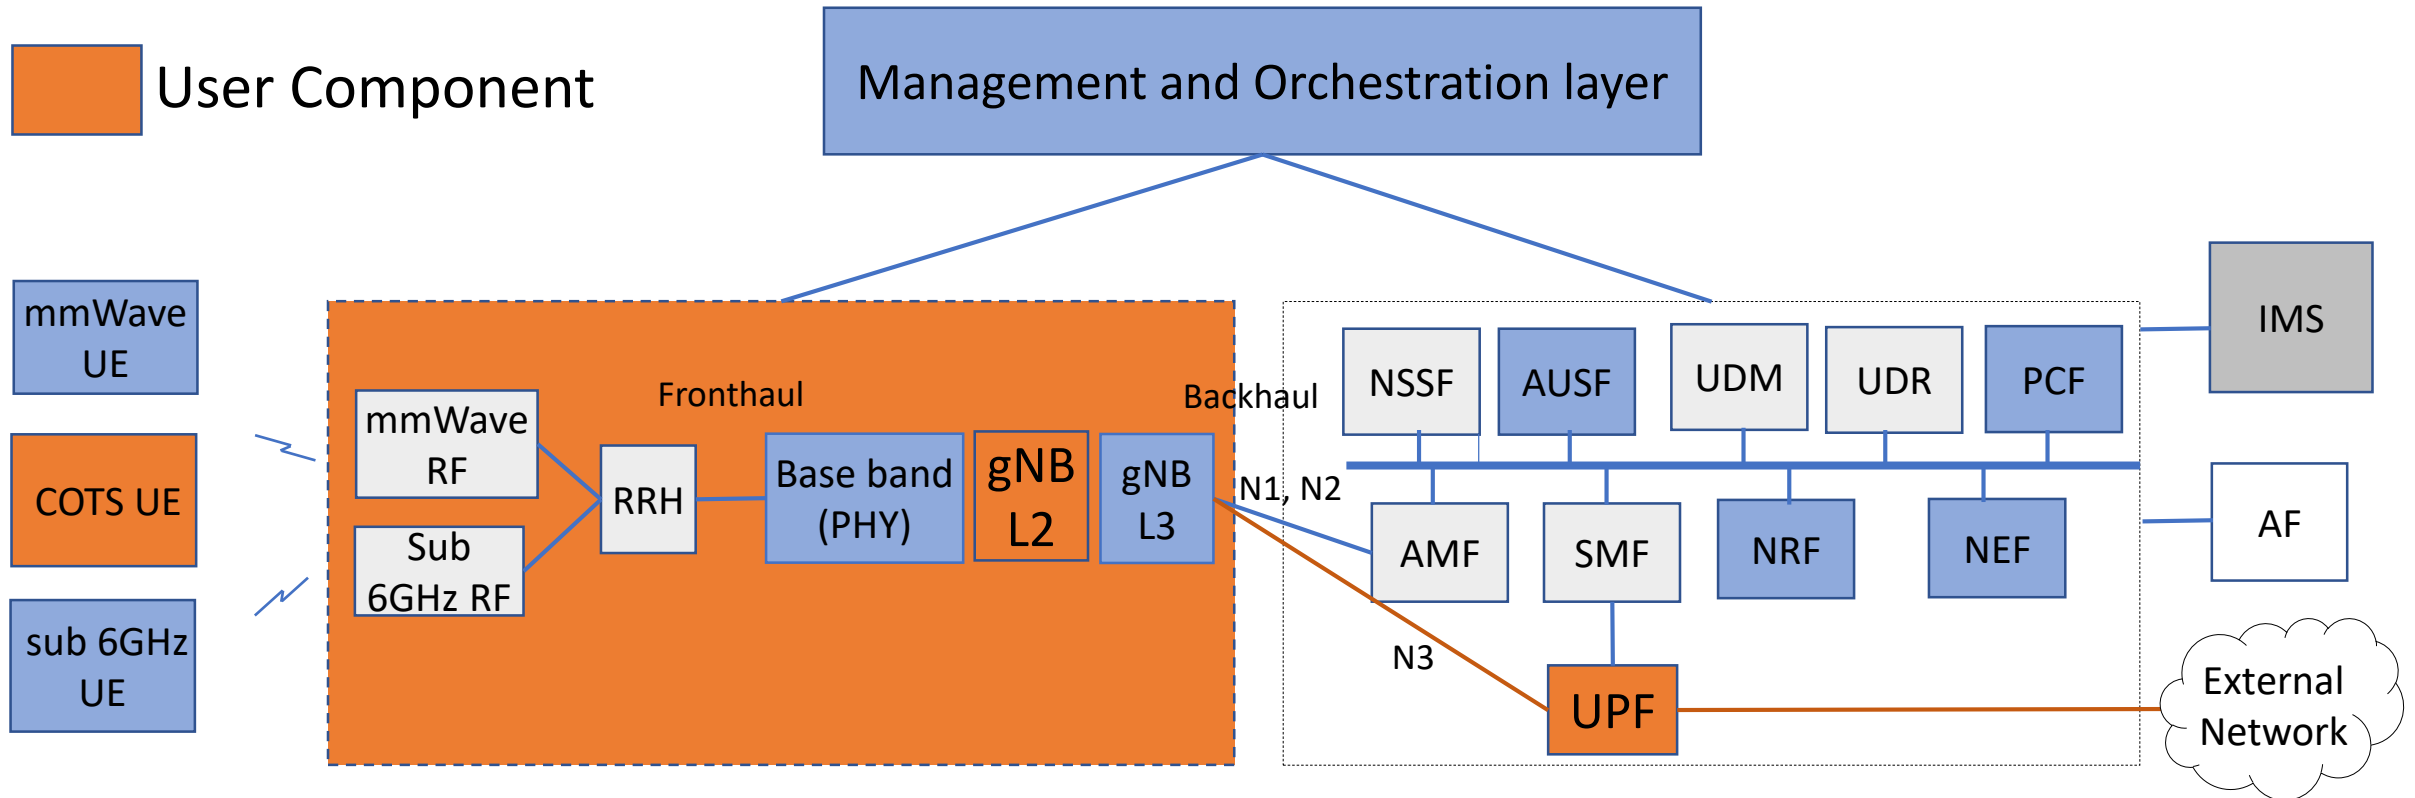 User Component
Management and Orchestration layer
mmWave
UE
COTS UE
sub 6GHz
UE
Fronthaul
mmWave
RF
Sub
6GHz RF
RRH
Base band
(PHY)
gNB
L2
gNB
L3
Backhaul
N1, N2
N3
NSSF
AUSF
UDM
UDR
PCF
AMF
SMF
NRF
NEF
UPF
IMS
AF
External
Network